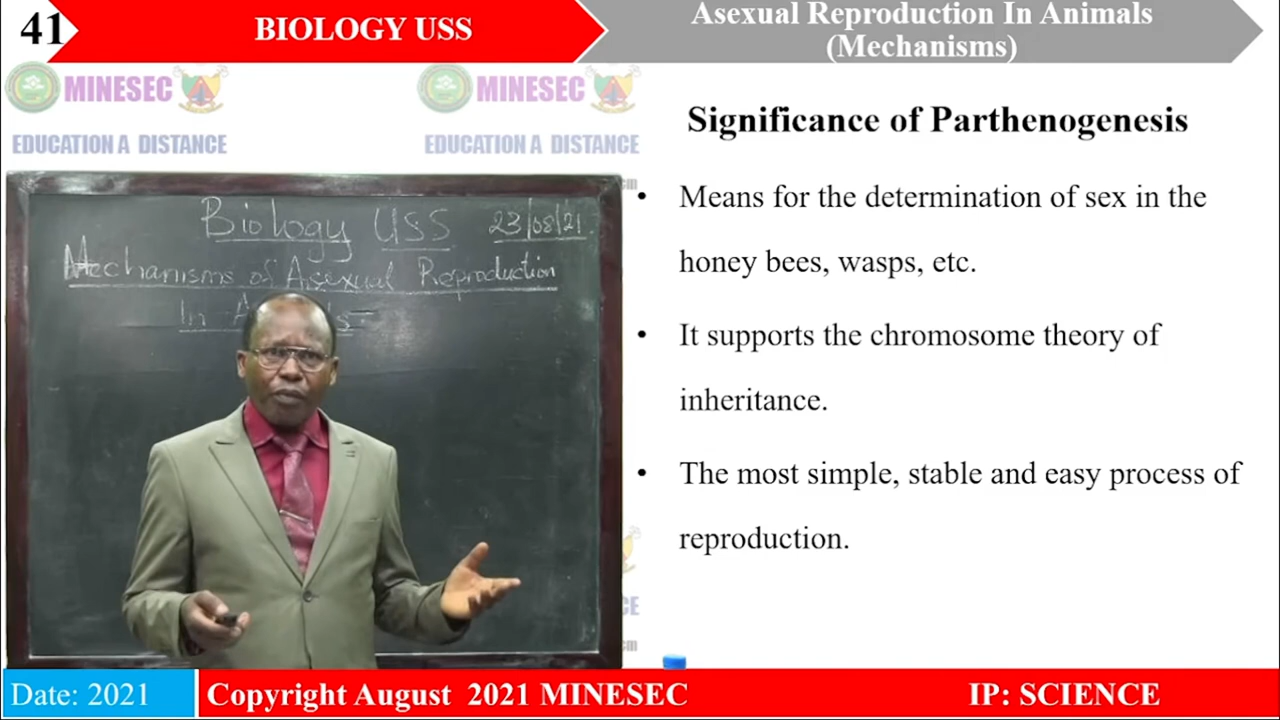 41
BIOLOGY USS
Asexual Reproduction In Animals
(Mechanisms)
MINESEC
EDUCATION A DISTANCE
MINESEC
EDUCATION A DISTANCE
Biology USS 23/08/21
Mechanisms of Asexual Reproduction
In
Significance of Parthenogenesis
• Means for the determination of sex in the
honey bees, wasps, etc.
• It supports the chromosome theory of
inheritance.
• The most simple, stable and easy process of
reproduction.
Date: 2021
Copyright August 2021 MINESEC
IP: SCIENCE